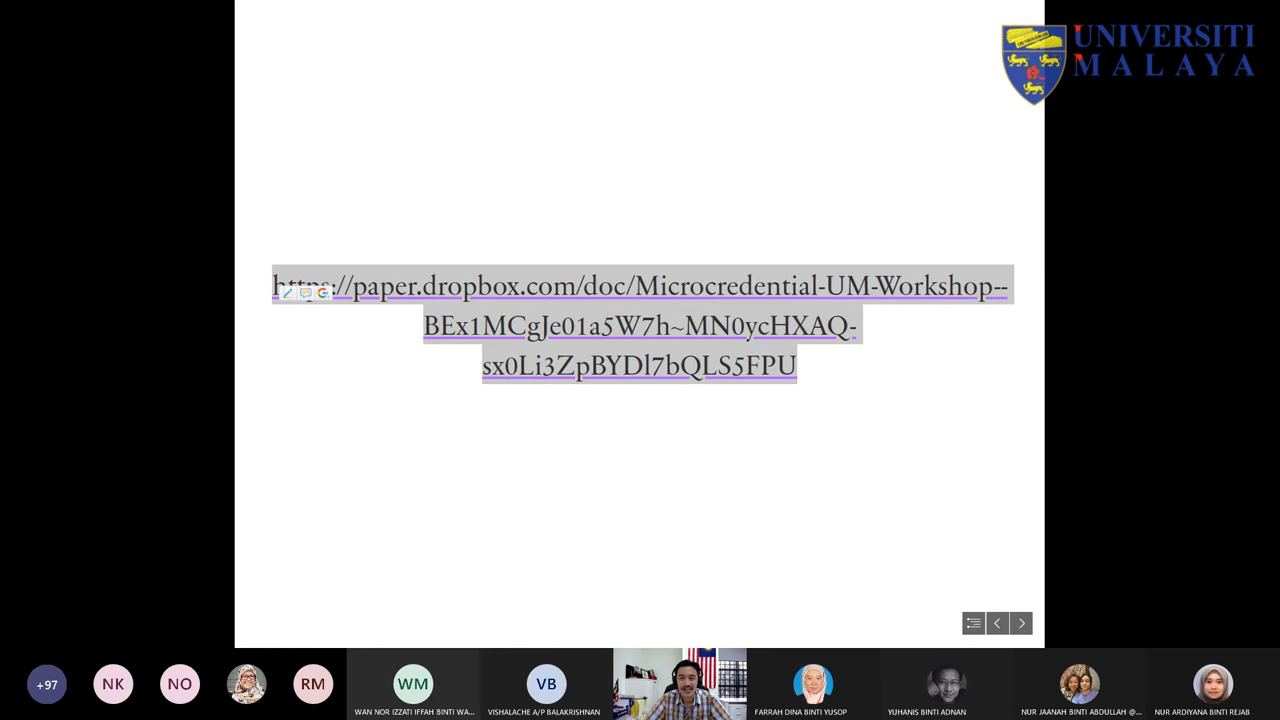 UNIVERSITI
MALAYA
https://paper.dropbox.com/doc/Microcredential-UM-Workshop--
BEx1MCgJe01a5W7h~MN0ycHXAQ-
sx0Li3ZpBYDl7bQLS5FPU
+97
NK
NO
RM
WM
VB
WAN NOR IZZATI IFFAH BINTI WA...
VISHALACHE A/P BALAKRISHNAN
FARRAH DINA BINTI YUSOP
YUHANIS BINTI ADNAN
NUR JAANAH BINTI ABDULLAH @...
NUR ARDIYANA BINTI REJAB